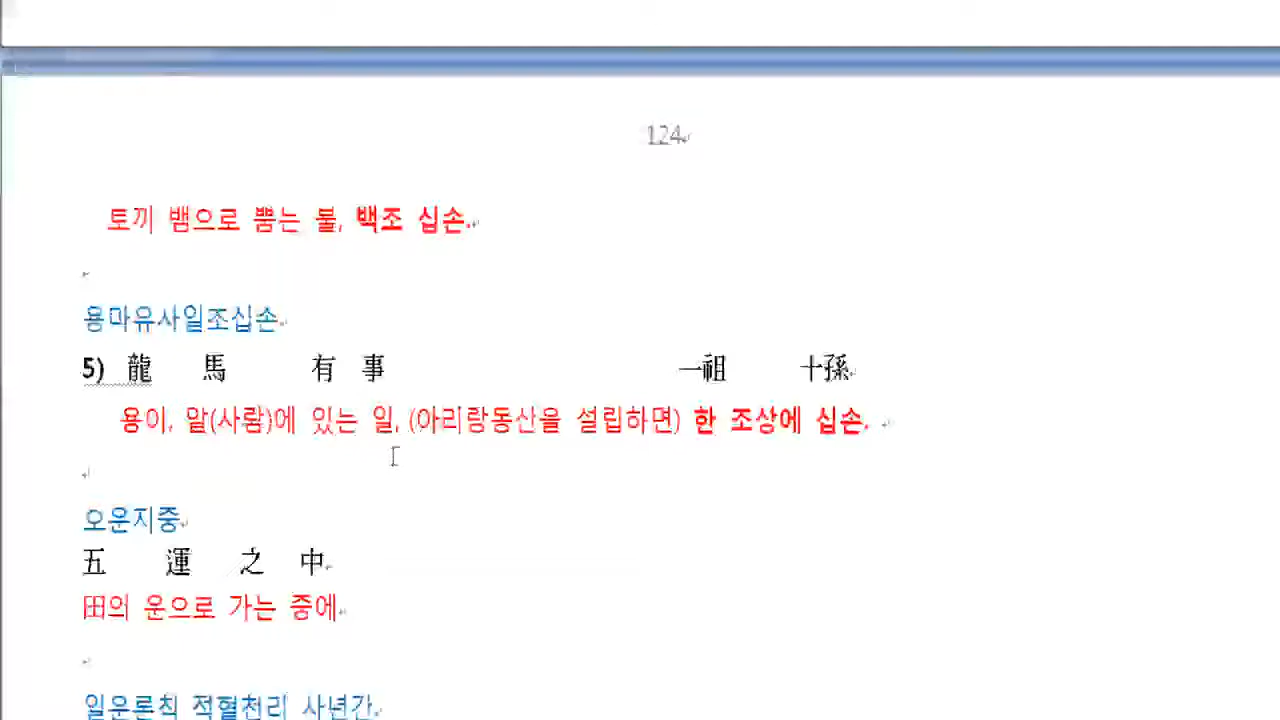 124
토끼 뱀으로 뿜는 불, 백조 십손.
용마유사일조십손
5) 龍 馬 有 事 一祖 十孫
용이, 말(사람)에 있는 일, (아리랑동산을 설립하면) 한 조상에 십손.
오운지중
五 運 之 中
田의 운으로 가는 중에
일운론칙 적혈천리 사년간.